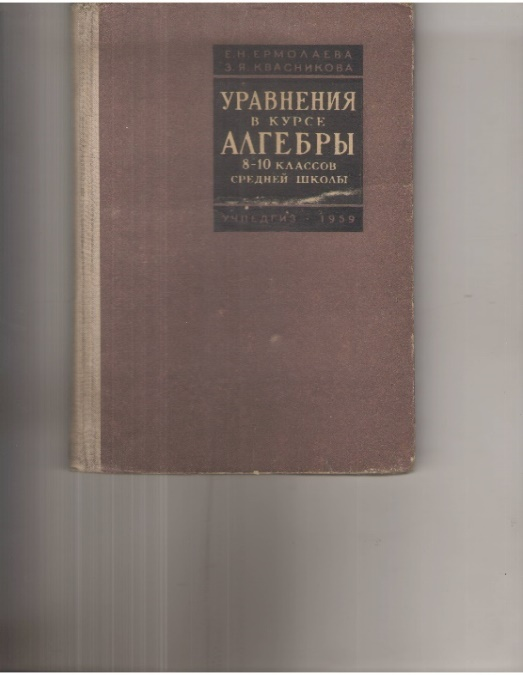 Е.Н. ЕРМОЛАЕВА
З.Я. КВАСНИКОВА
УРАВНЕНИЯ
В КУРСЕ
АЛГЕБРЫ
8-10 КЛАССОВ
СРЕДНЕЙ ШКОЛЫ
УЧПЕДГИЗ - 1959